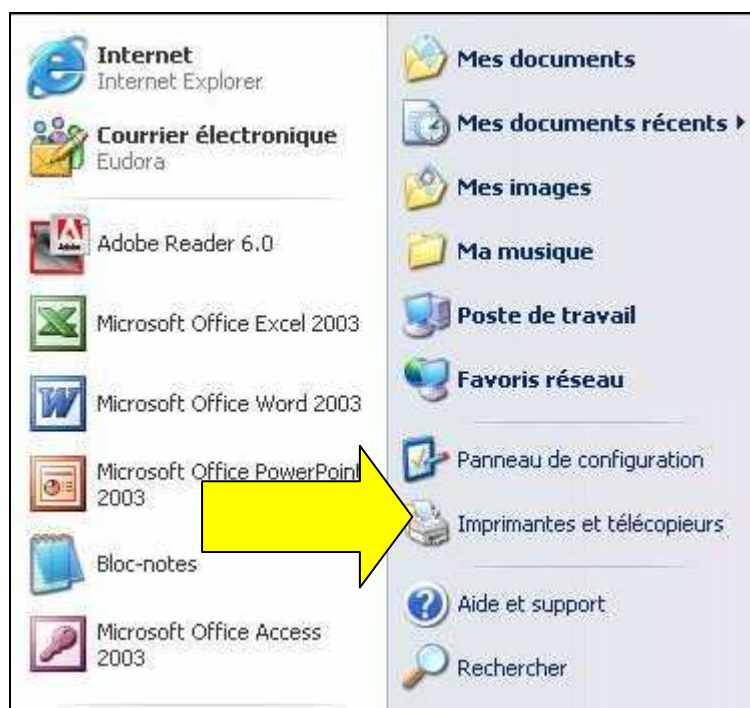 Internet
Internet Explorer
Courrier électronique
Eudora
Adobe Reader 6.0
Microsoft Office Excel 2003
Microsoft Office Word 2003
Microsoft Office PowerPoint
2003
Bloc-notes
Microsoft Office Access
2003
Mes documents
Mes documents récents
Mes images
Ma musique
Poste de travail
Favoris réseau
Panneau de configuration
Imprimantes et télécopieurs
Aide et support
Rechercher